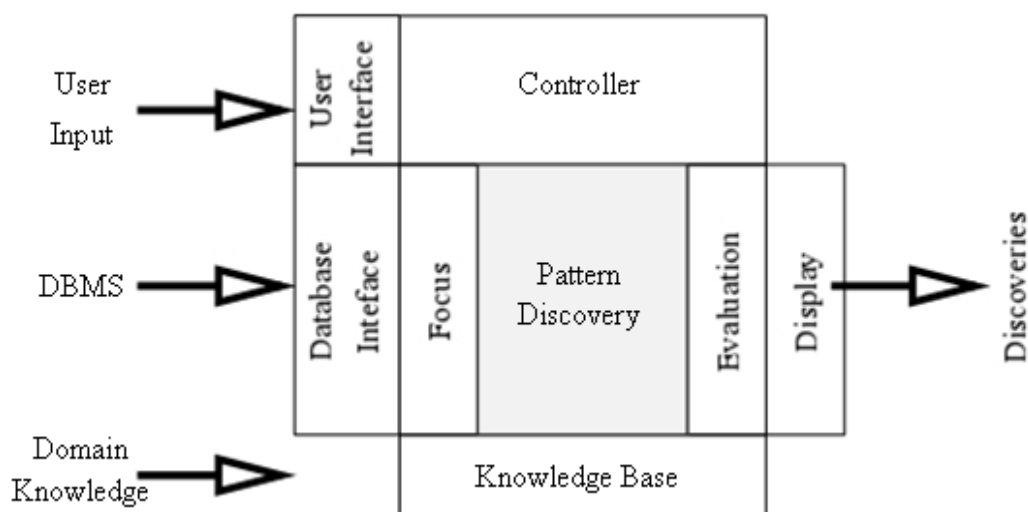 User
Input
User
Interface
Controller
DBMS
Database
Inteface
Focus
Pattern
Discovery
Evaluation
Display
Discoveries
Domain
Knowledge
Knowledge Base